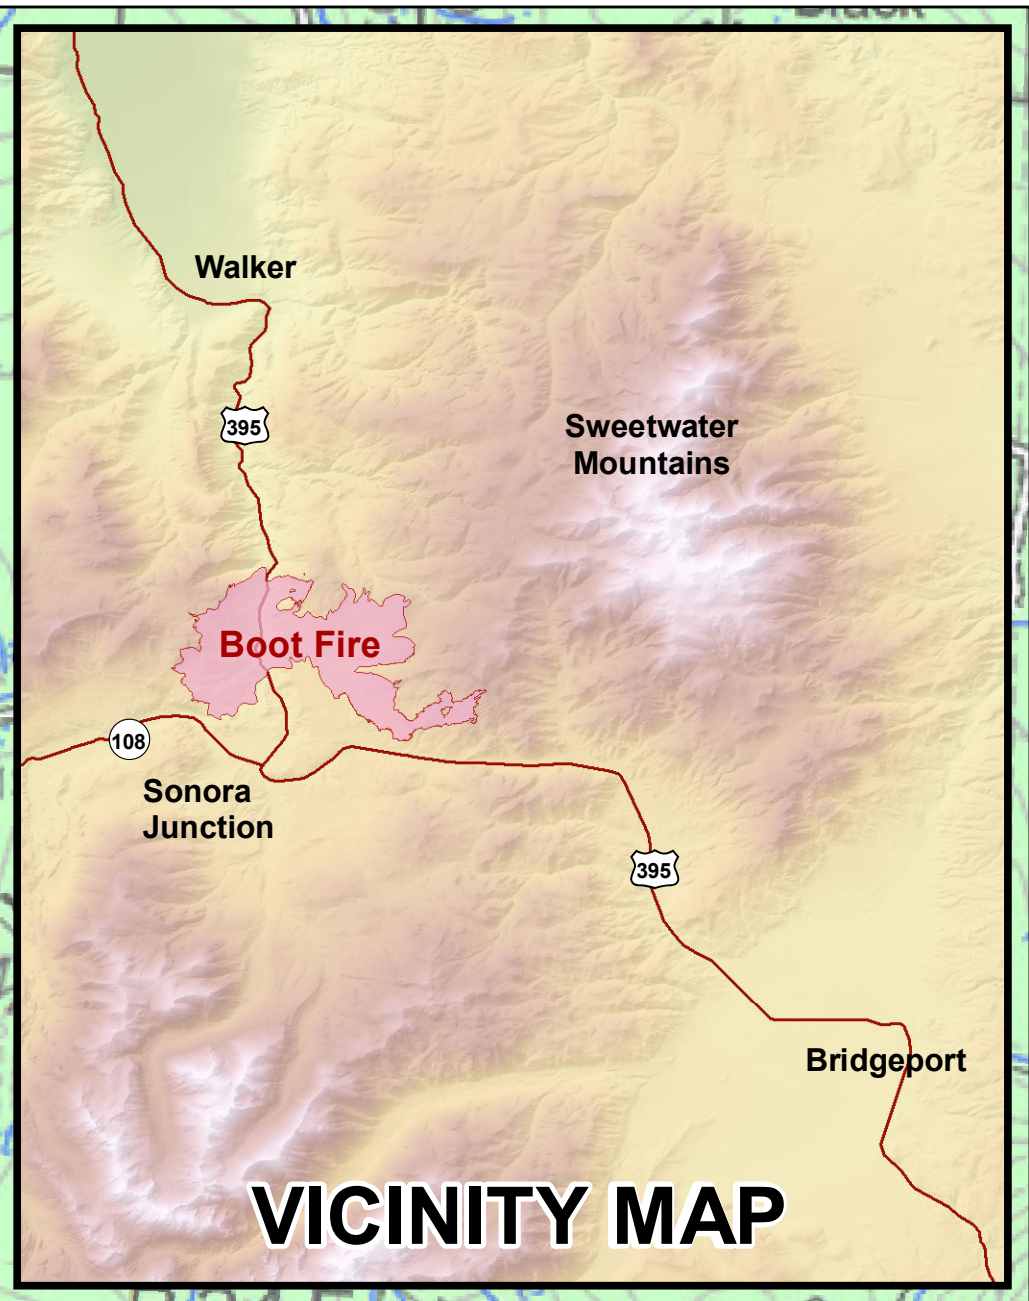 Walker
395
Sweetwater
Mountains
Boot Fire
108
Sonora
Junction
395
Bridgeport
VICINITY MAP